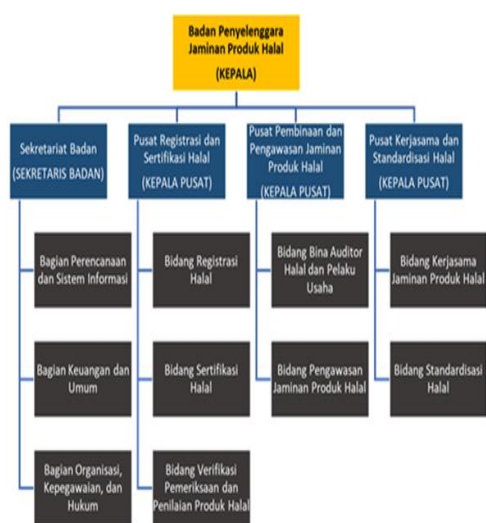 Badan Penyelenggara
Jaminan Produk Halal
(KEPALA)
Sekretariat Badan
(SEKRETARIS BADAN)
Pusat Registrasi dan
Sertifikasi Halal
(KEPALA PUSAT)
Pusat Pembinaan dan
Pengawasan Jaminan
Produk Halal
(KEPALA PUSAT)
Pusat Kerjasama dan
Standardisasi Halal
(KEPALA PUSAT)
Bagian Perencanaan
dan Sistem Informasi
Bidang Registrasi
Halal
Bidang Bina Auditor
Halal dan Pelaku
Usaha
Bidang Kerjasama
Jaminan Produk Halal
Bagian Keuangan dan
Umum
Bidang Sertifikasi
Halal
Bidang Pengawasan
Jaminan Produk Halal
Bidang Standardisasi
Halal
Bagian Organisasi,
Kepegawaian, dan
Hukum
Bidang Verifikasi
Pemeriksaan dan
Penilaian Produk Halal